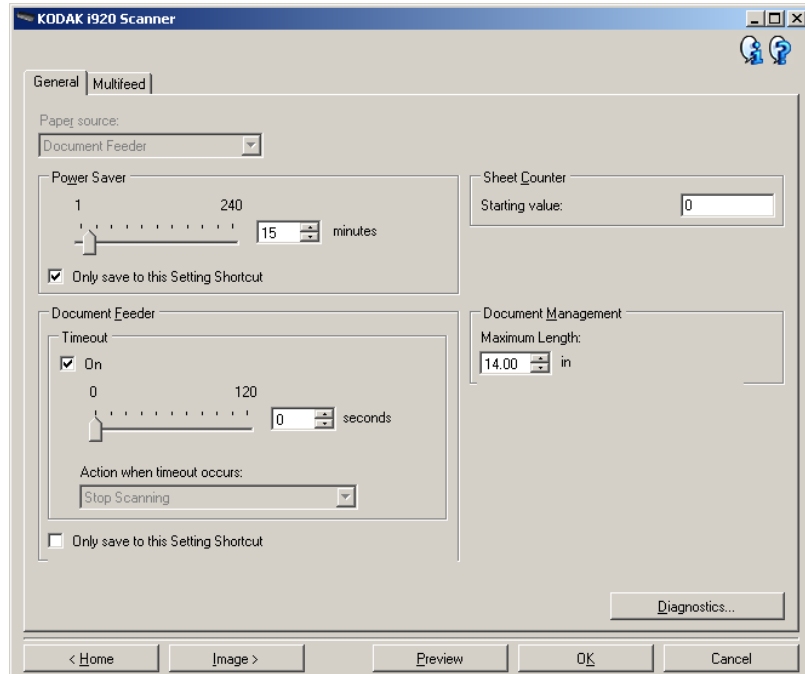 KODAK i920 Scanner
General Multifeed
Paper source:
Document Feeder
Power Saver
1 240
15 minutes
Only save to this Setting Shortcut
Sheet Counter
Starting value: 0
Document Feeder
Timeout
On
0 120
0 seconds
Action when timeout occurs:
Stop Scanning
Only save to this Setting Shortcut
Document Management
Maximum Length:
14.00 in
Diagnostics...
< Home Image > Preview OK Cancel